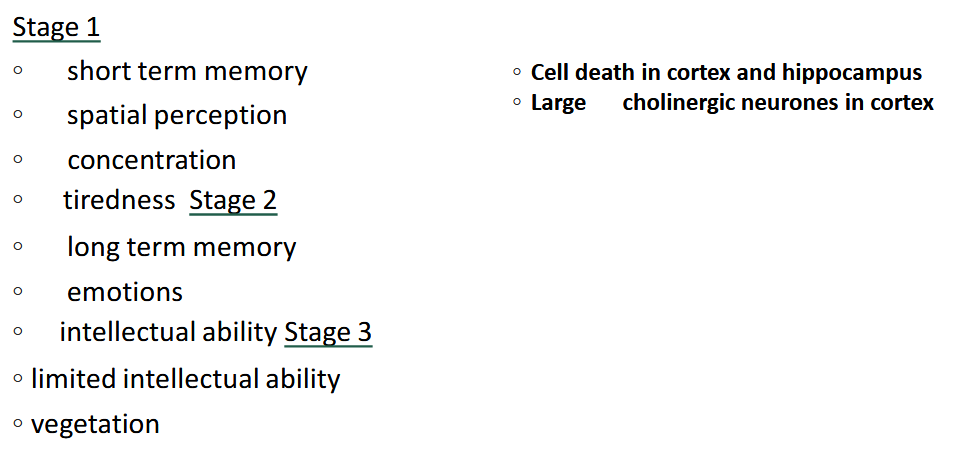 Stage 1
◦ short term memory
◦ spatial perception
◦ concentration
◦ tiredness Stage 2
◦ long term memory
◦ emotions
◦ intellectual ability Stage 3
◦ limited intellectual ability
◦ vegetation
◦ Cell death in cortex and hippocampus
◦ Large cholinergic neurones in cortex